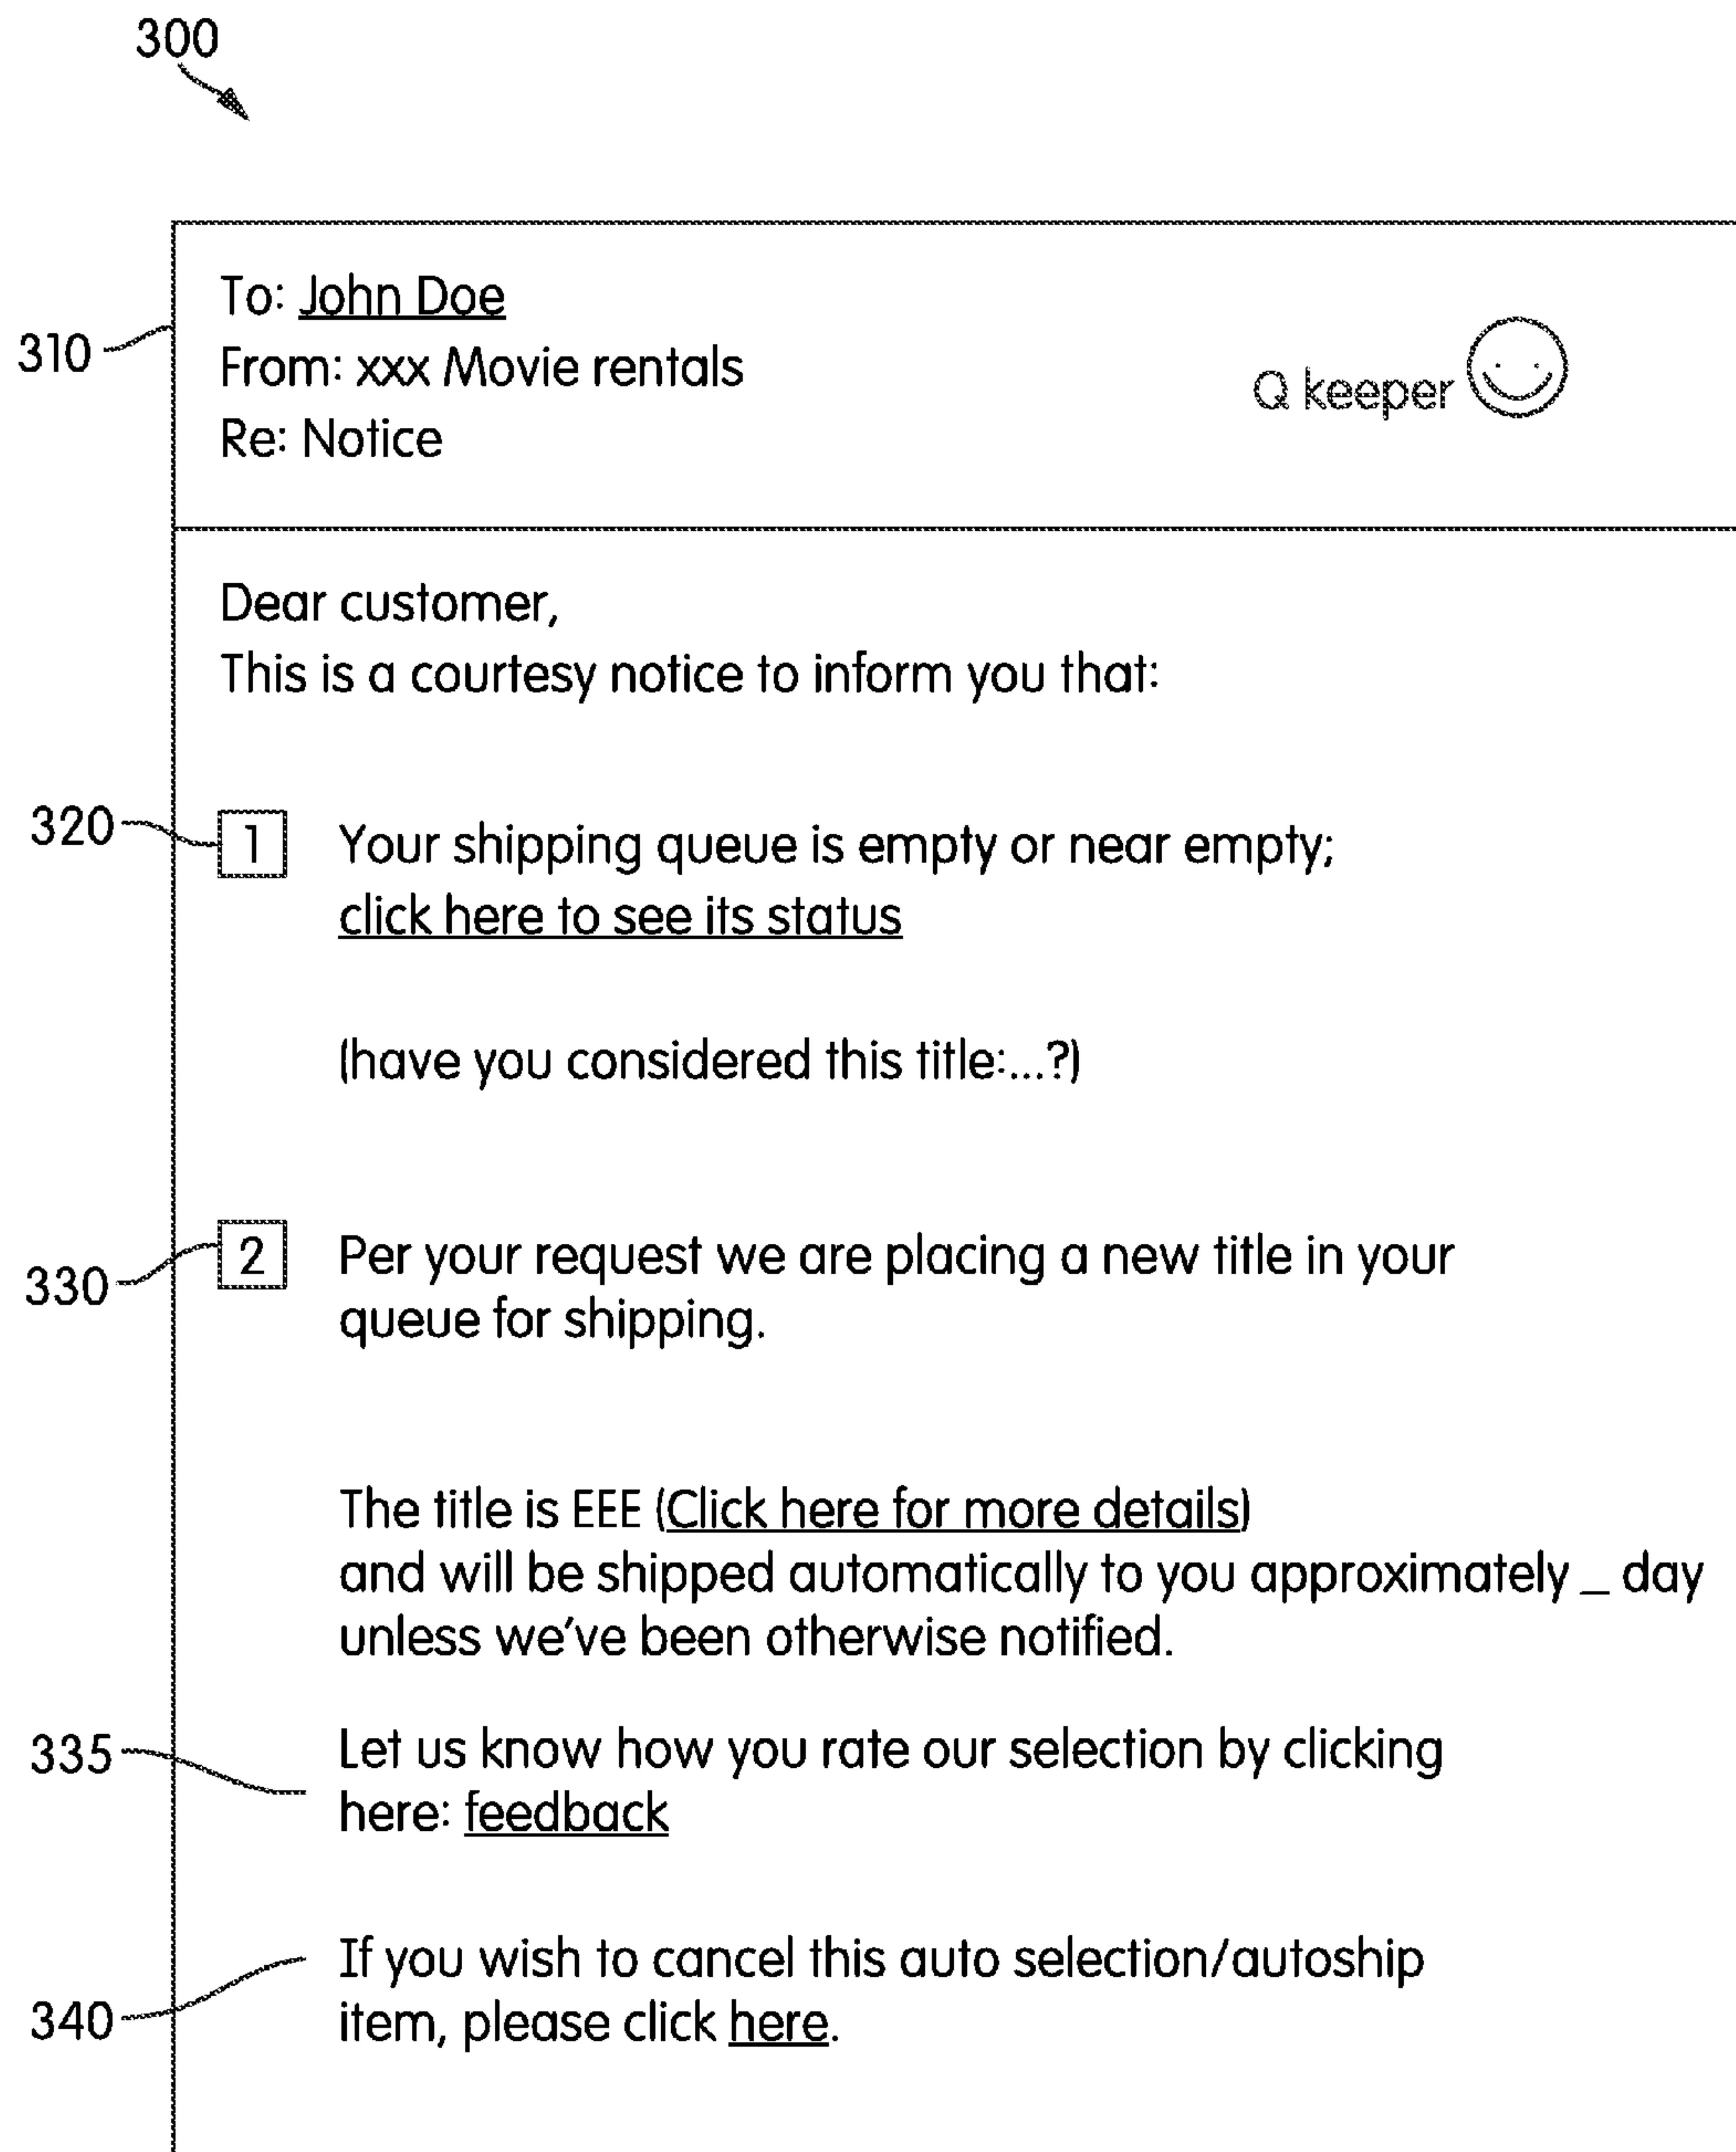 300
310
To: John Doe
From: xxx Movie rentals
Re: Notice
Q keeper
Dear customer,
This is a courtesy notice to inform you that:
320
1 Your shipping queue is empty or near empty;
click here to see its status
(have you considered this title:...?)
330
2 Per your request we are placing a new title in your
queue for shipping.
The title is EEE (Click here for more details)
and will be shipped automatically to you approximately _ day
unless we've been otherwise notified.
335
Let us know how you rate our selection by clicking
here: feedback
340
If you wish to cancel this auto selection/autoship
item, please click here.